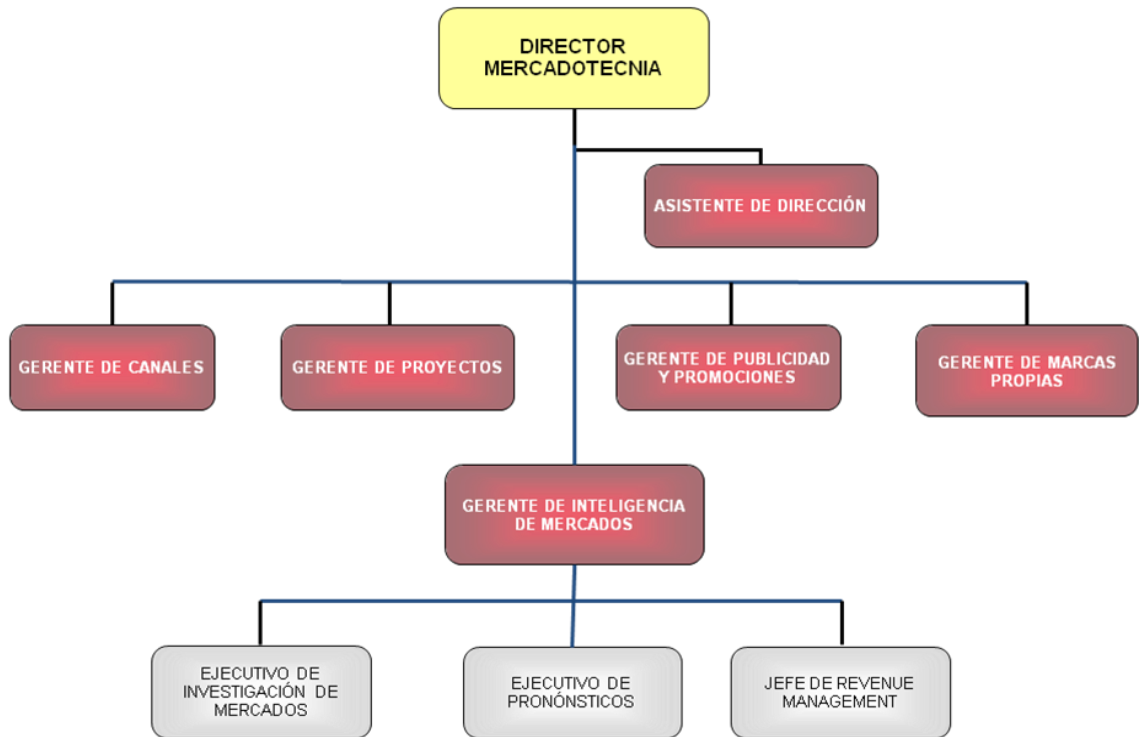 DIRECTOR
MERCADOTECNIA
ASISTENTE DE DIRECCIÓN
GERENTE DE CANALES
GERENTE DE PROYECTOS
GERENTE DE PUBLICIDAD
Y PROMOCIONES
GERENTE DE MARCAS
PROPIAS
GERENTE DE INTELIGENCIA
DE MERCADOS
EJECUTIVO DE
INVESTIGACIÓN DE
MERCADOS
EJECUTIVO DE
PRONÓNSTICOS
JEFE DE REVENUE
MANAGEMENT